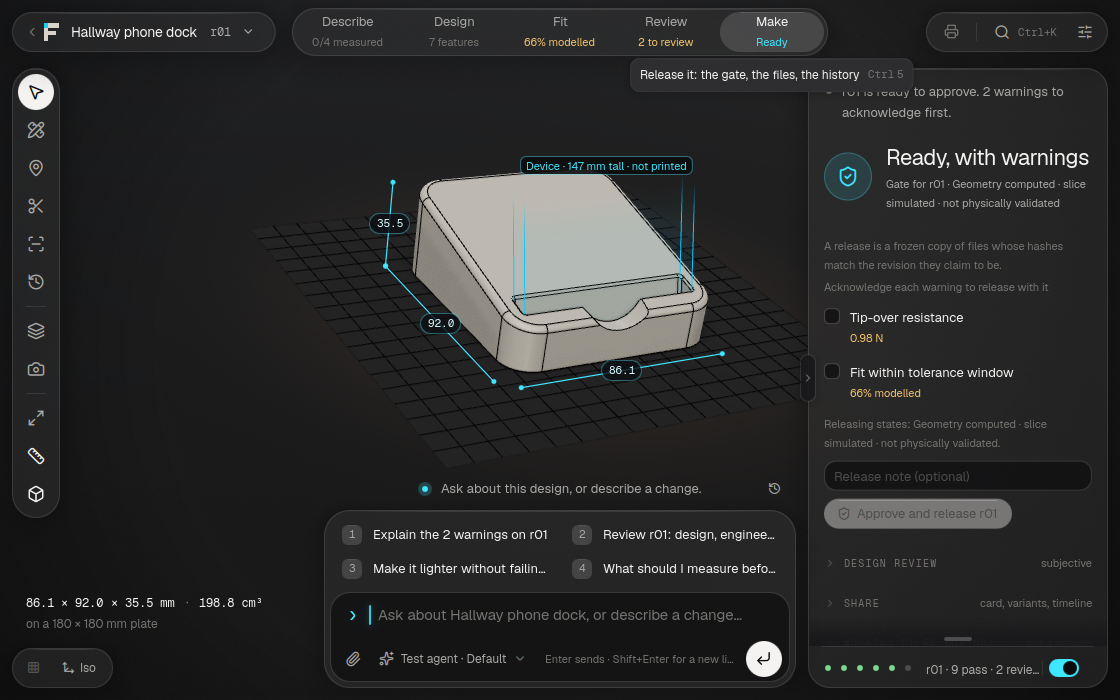 Hallway phone dock r01
Describe
0/4 measured
Design
7 features
Fit
66% modelled
Review
2 to review
Make
Ready
Ctrl+K
Release it: the gate, the files, the history Ctrl 5
r01 is ready to approve. 2 warnings to
acknowledge first.
Ready, with warnings
Gate for r01 · Geometry computed · slice
simulated · not physically validated
A release is a frozen copy of files whose hashes
match the revision they claim to be.
Acknowledge each warning to release with it
Tip-over resistance
0.98 N
Fit within tolerance window
66% modelled
Releasing states: Geometry computed · slice
simulated · not physically validated.
Release note (optional)
Approve and release r01
DESIGN REVIEW subjective
SHARE card, variants, timeline
r01 · 9 pass · 2 revie…
Device · 147 mm tall · not printed
35.5
92.0
86.1
Ask about this design, or describe a change.
1 Explain the 2 warnings on r01
2 Review r01: design, enginee…
3 Make it lighter without failin…
4 What should I measure befo…
Ask about Hallway phone dock, or describe a change…
Test agent · Default
Enter sends · Shift+Enter for a new li…
86.1 × 92.0 × 35.5 mm · 198.8 cm³
on a 180 × 180 mm plate
Iso